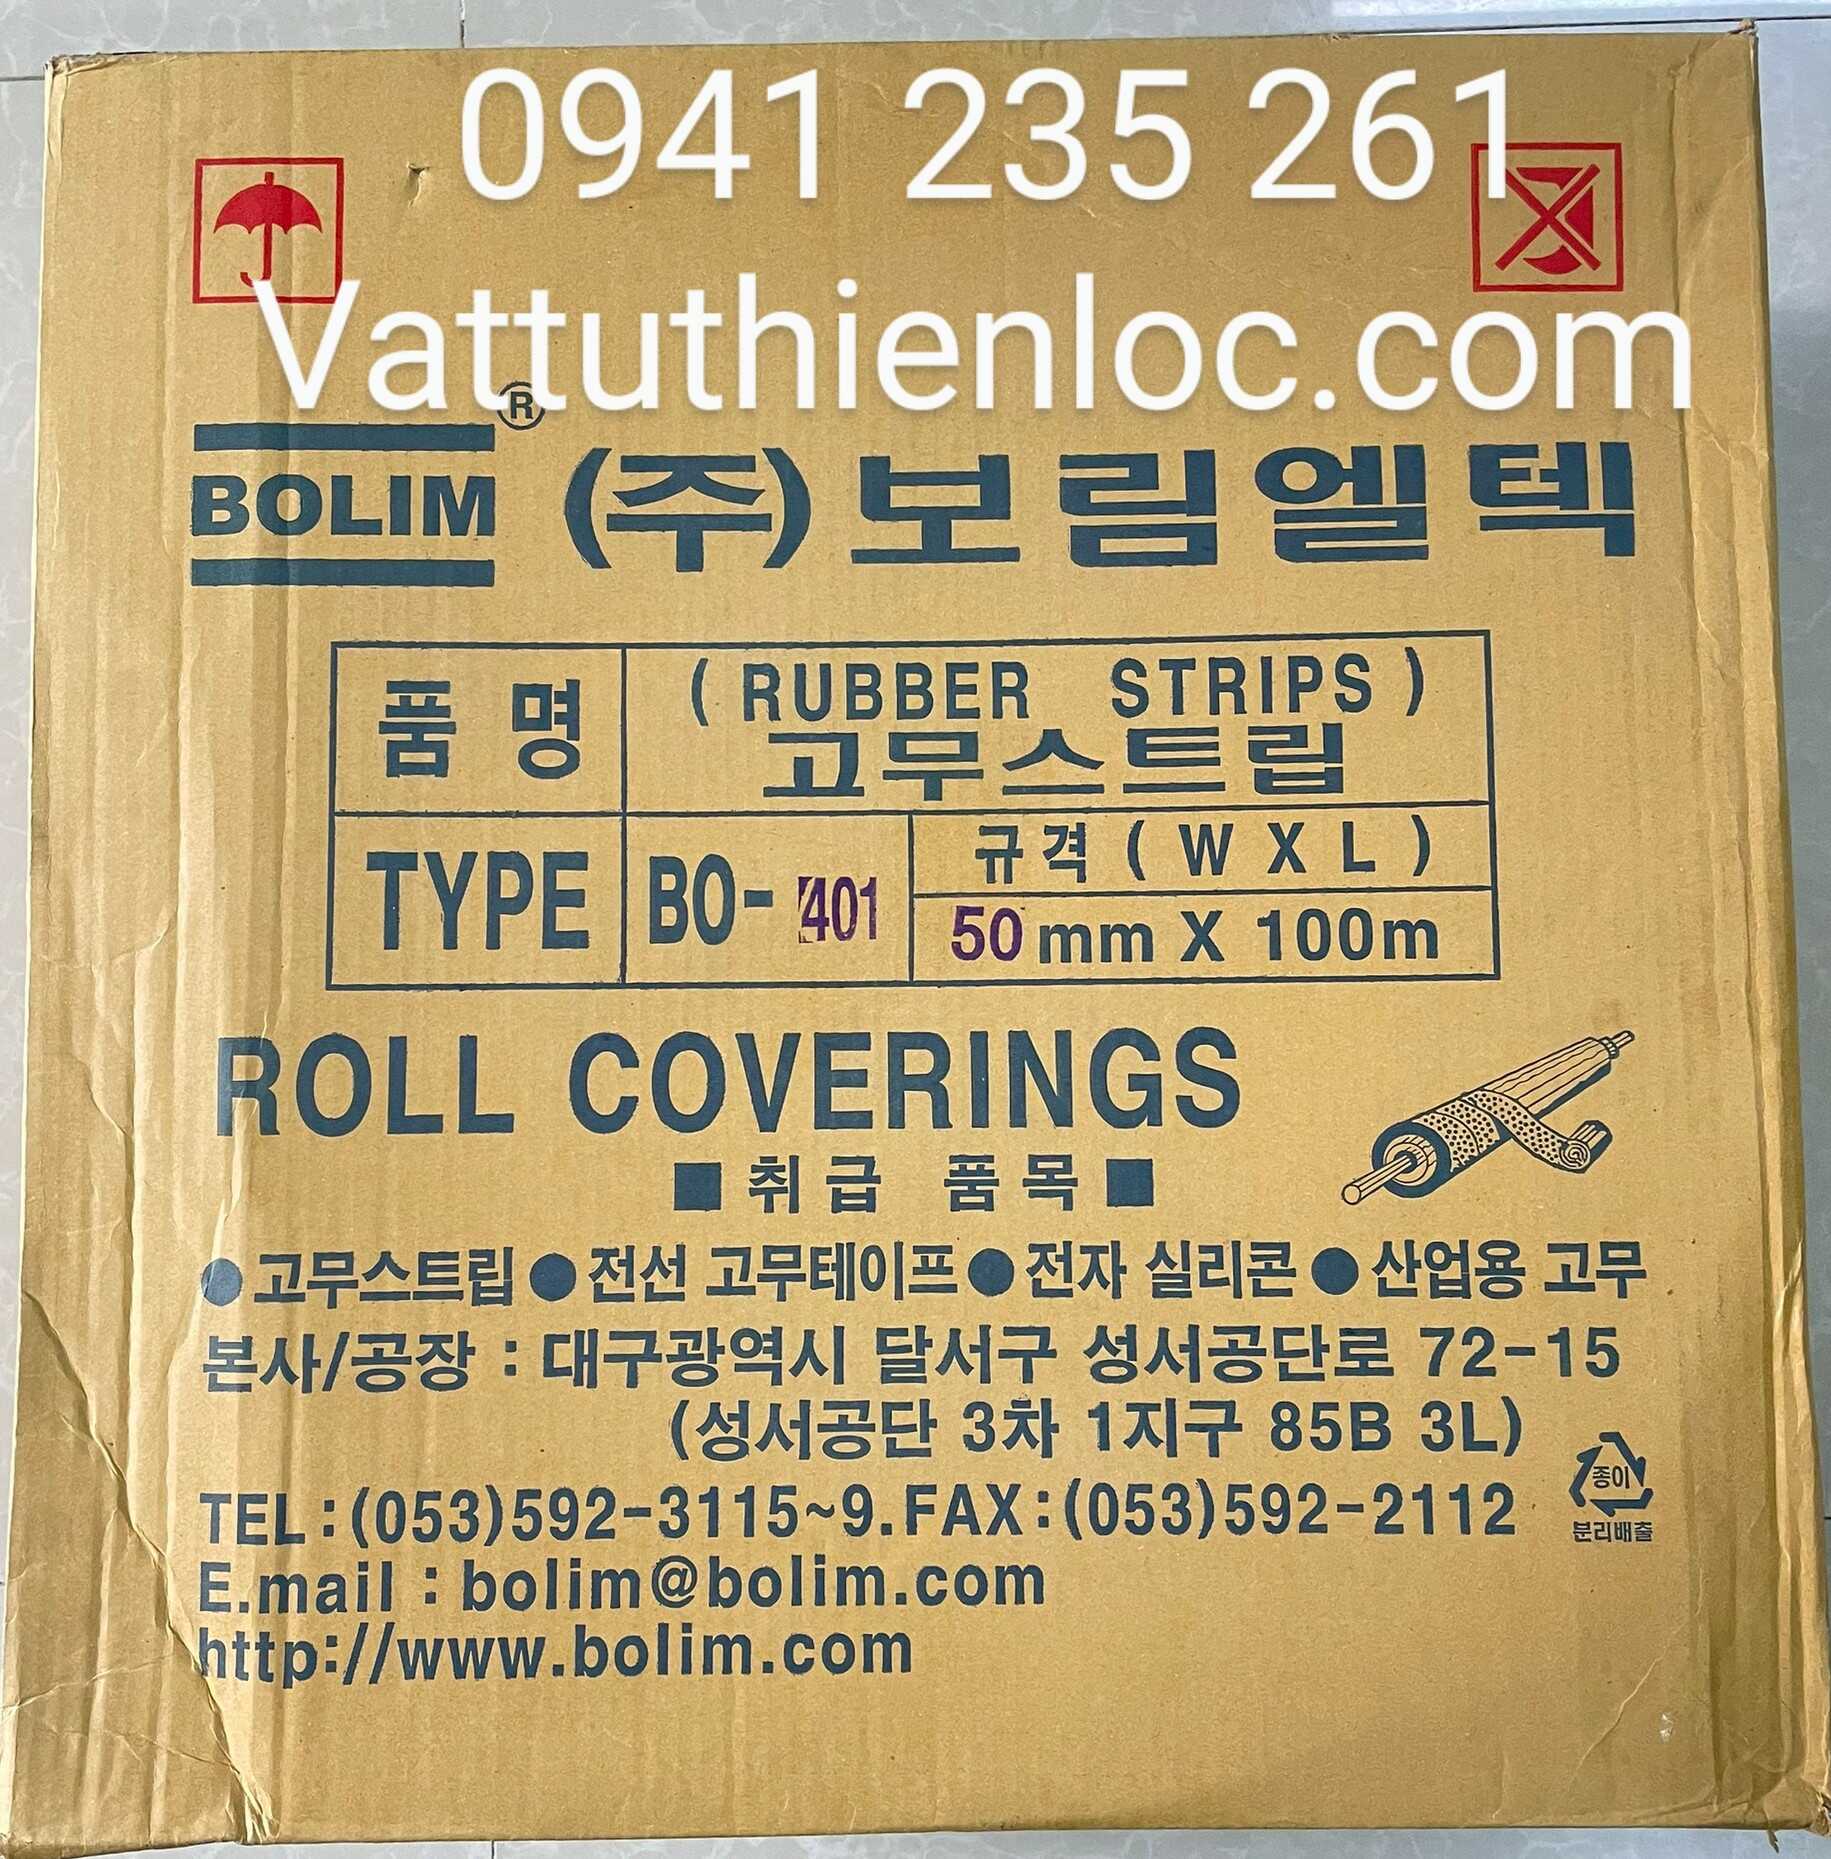 0941 235 261
Vattuthienloc.com
®
BOLIM (주)보림엘텍
품 명 (RUBBER STRIPS)
고무스트립
TYPE BO-401 규격(W X L)
50mm X 100m
ROLL COVERINGS
■취급 품목■
●고무스트립●전선 고무테이프●전자 실리콘●산업용 고무
본사/공장 : 대구광역시 달서구 성서공단로 72-15
(성서공단 3차 1지구 85B 3L)
종이
분리배출
TEL:(053)592-3115~9.FAX:(053)592-2112
E.mail : bolim@bolim.com
http://www.bolim.com